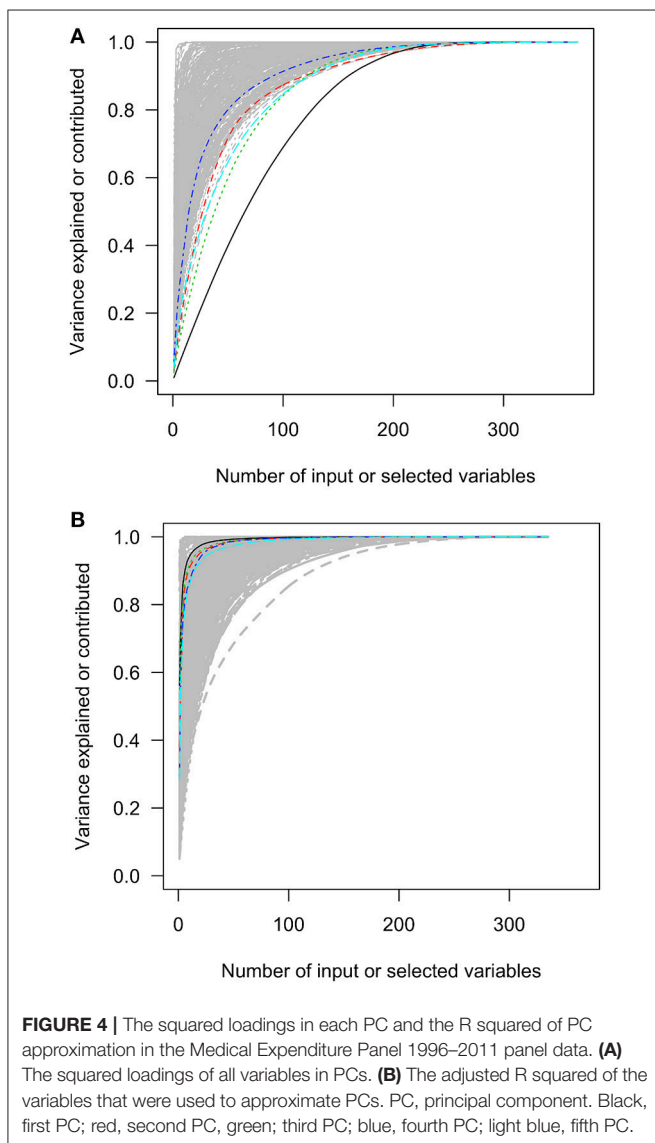 A
1.0
0.8
0.6
0.4
0.2
0.0
Variance explained or contributed
0
100
200
300
Number of input or selected variables
B
1.0
0.8
0.6
0.4
0.2
0.0
Variance explained or contributed
0
100
200
300
Number of input or selected variables
FIGURE 4 | The squared loadings in each PC and the R squared of PC
approximation in the Medical Expenditure Panel 1996–2011 panel data. (A)
The squared loadings of all variables in PCs. (B) The adjusted R squared of the
variables that were used to approximate PCs. PC, principal component. Black,
first PC; red, second PC, green; third PC; blue, fourth PC; light blue, fifth PC.